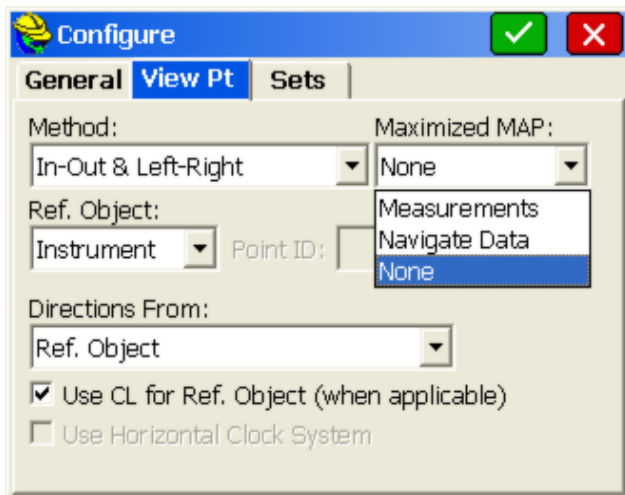 Configure
General View Pt Sets
Method: Maximized MAP:
In-Out & Left-Right None
Measurements
Ref. Object: Navigate Data
Instrument Point ID: None
Directions From:
Ref. Object
Use CL for Ref. Object (when applicable)
Use Horizontal Clock System